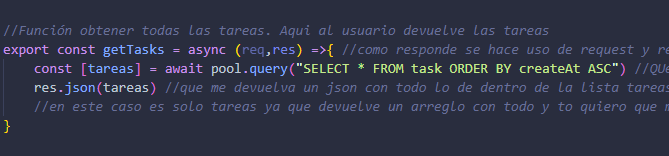 //Función obtener todas las tareas. Aqui al usuario devuelve las tareas
export const getTasks = async (req,res) =>{ //como responde se hace uso de request y re
const [tareas] = await pool.query("SELECT * FROM task ORDER BY createAt ASC") //QUe
res.json(tareas) //que me devuelva un json con todo lo de dentro de la lista tareas
//en este caso es solo tareas ya que devuelve un arreglo con todo y to quiero que m
}